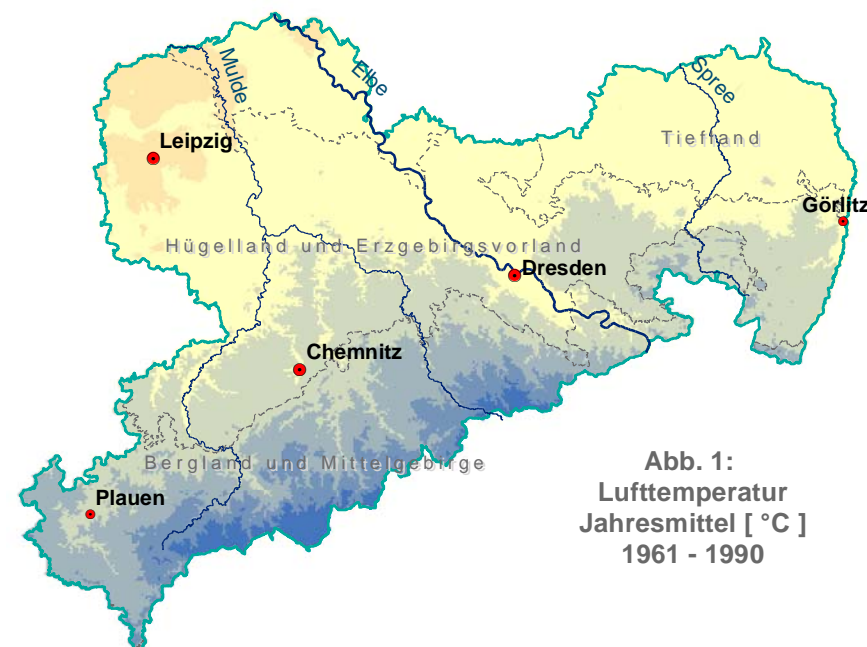 Mulde
Elbe
Spree
Leipzig
Tiefland
Görlitz
Hügelland und Erzgebirgsvorland
Dresden
Chemnitz
Bergland und Mittelgebirge
Plauen
Abb. 1:
Lufttemperatur
Jahresmittel [ °C ]
1961 - 1990